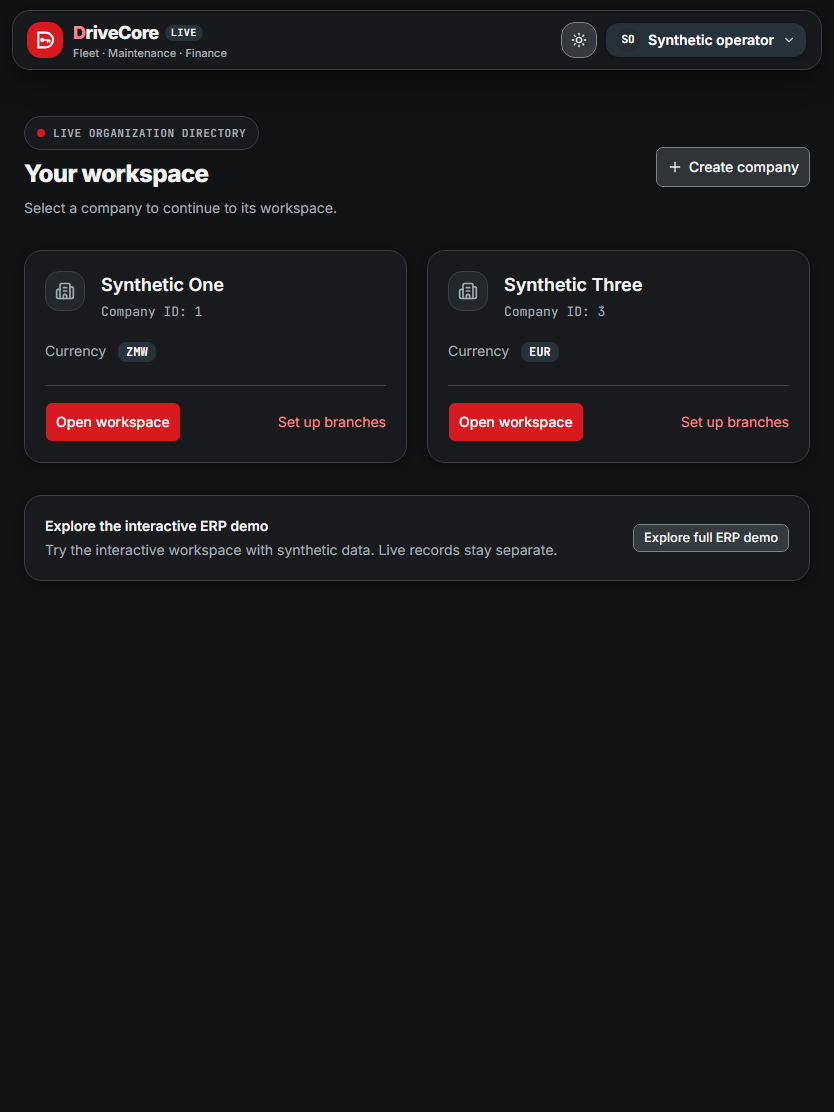 DriveCore LIVE
Fleet · Maintenance · Finance
SO Synthetic operator
LIVE ORGANIZATION DIRECTORY
Your workspace
Select a company to continue to its workspace.
+ Create company
Synthetic One
Company ID: 1
Currency ZMW
Open workspace
Set up branches
Synthetic Three
Company ID: 3
Currency EUR
Open workspace
Set up branches
Explore the interactive ERP demo
Try the interactive workspace with synthetic data. Live records stay separate.
Explore full ERP demo